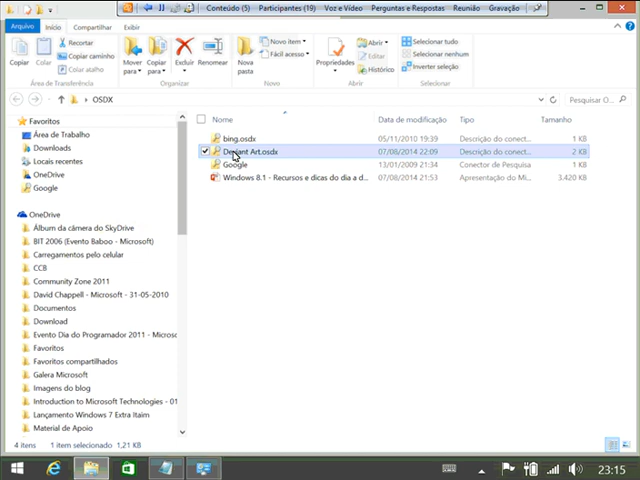 Conteúdo (5) Participantes (19) Voz e Vídeo Perguntas e Respostas Reunião Gravação
Arquivo Início Compartilhar Exibir
Copiar Colar Recortar Copiar caminho Colar atalho
Mover para Copiar para Excluir Renomear
Nova pasta Novo item Fácil acesso
Propriedades Abrir Editar Histórico
Selecionar tudo Selecionar nenhum Inverter seleção
Área de Transferência Organizar Novo Abrir Selecionar
OSDX Pesquisar O...
Favoritos
Área de Trabalho
Downloads
Locais recentes
OneDrive
Google
OneDrive
Álbum da câmera do SkyDrive
BIT 2006 (Evento Baboo - Microsoft)
Carregamentos pelo celular
CCB
Community Zone 2011
David Chappell - Microsoft - 31-05-2010
Documentos
Download
Evento Dia do Programador 2011 - Microsc
Favoritos
Favoritos compartilhados
Galera Microsoft
Imagens do blog
Introduction to Microsoft Technologies - 01
Lançamento Windows 7 Extra Itaim
Mercado Bom
Nome Data de modificação Tipo Tamanho
bing.osdx 05/11/2010 19:39 Descrição do conect... 1 KB
Deviant Art.osdx 07/08/2014 22:09 Descrição do conect... 2 KB
Google 13/01/2009 21:34 Conector de Pesquisa 1 KB
Windows 8.1 - Recursos e dicas do dia a d... 07/08/2014 21:53 Apresentação do Mi... 3.420 KB
4 itens 1 item selecionado 1,21 KB
23:15